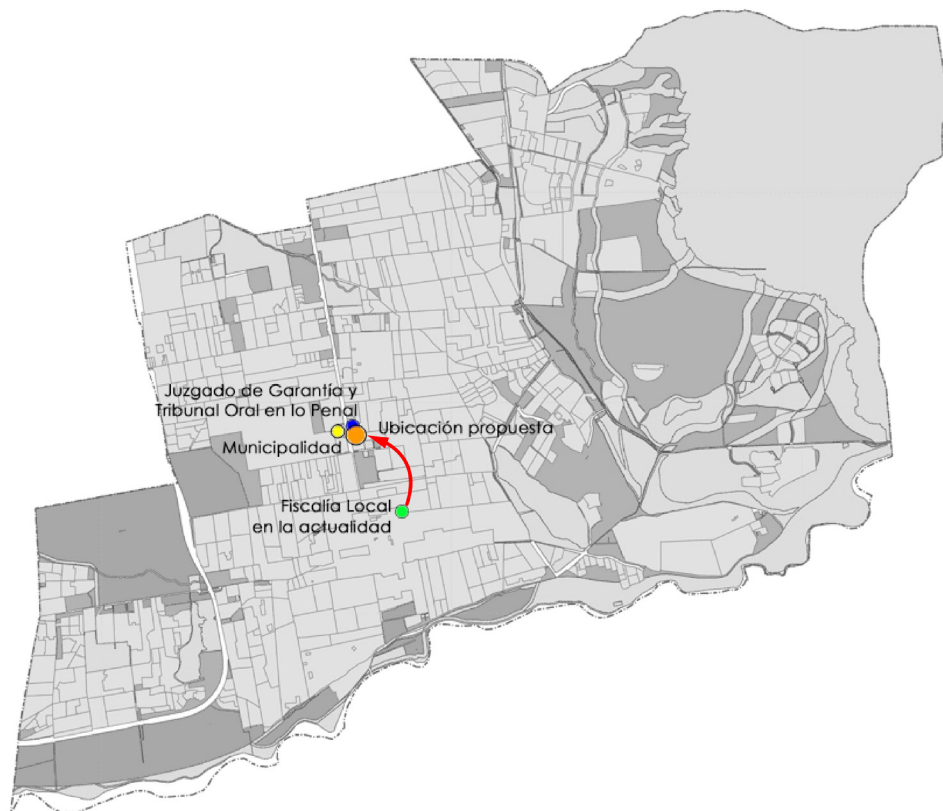 Juzgado de Garantía y
Tribunal Oral en lo Penal
Ubicación propuesta
Municipalidad
Fiscalía Local
en la actualidad